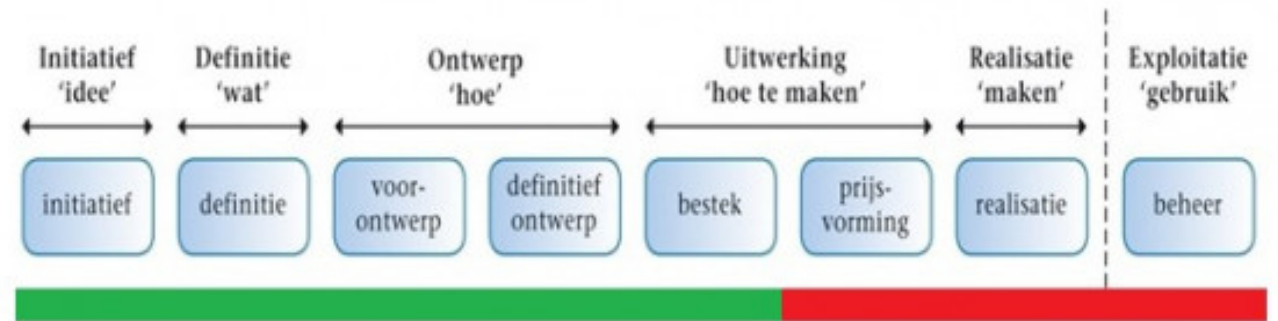 Initiatief
'idee'
Definitie
'wat'
Ontwerp
'hoe'
Uitwerking
'hoe te maken'
Realisatie
'maken'
Exploitatie
'gebruik'
initiatief
definitie
voor-
ontwerp
definitief
ontwerp
bestek
prijs-
vorming
realisatie
beheer